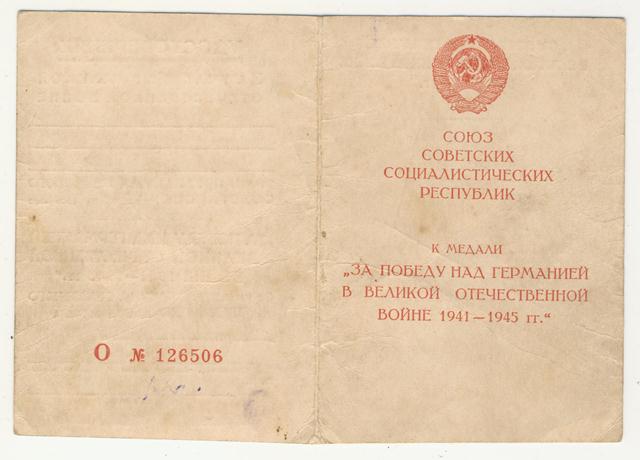 О № 126506
СОЮЗ
СОВЕТСКИХ
СОЦИАЛИСТИЧЕСКИХ
РЕСПУБЛИК
К МЕДАЛИ
„ЗА ПОБЕДУ НАД ГЕРМАНИЕЙ
В ВЕЛИКОЙ ОТЕЧЕСТВЕННОЙ
ВОЙНЕ 1941—1945 гг.“